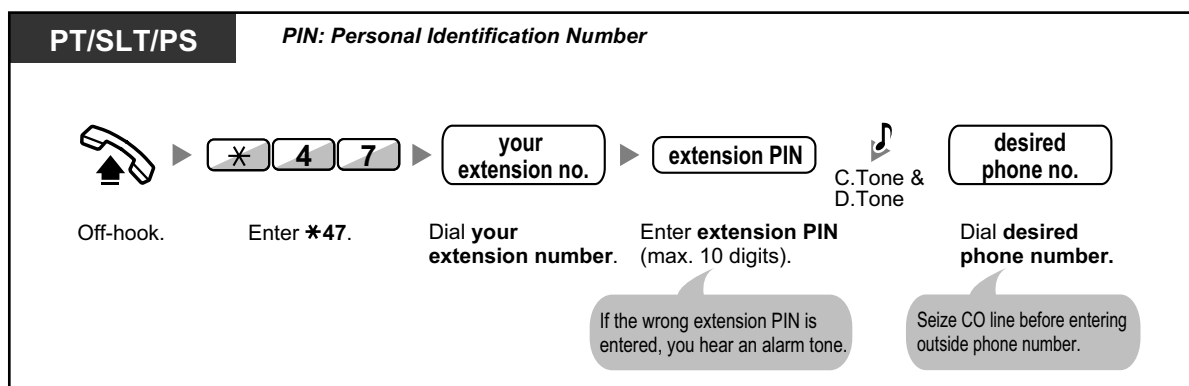 PT/SLT/PS
PIN: Personal Identification Number
* 4 7
your
extension no.
extension PIN
C.Tone &
D.Tone
desired
phone no.
Off-hook.
Enter *47.
Dial your
extension number.
Enter extension PIN
(max. 10 digits).
Dial desired
phone number.
If the wrong extension PIN is
entered, you hear an alarm tone.
Seize CO line before entering
outside phone number.